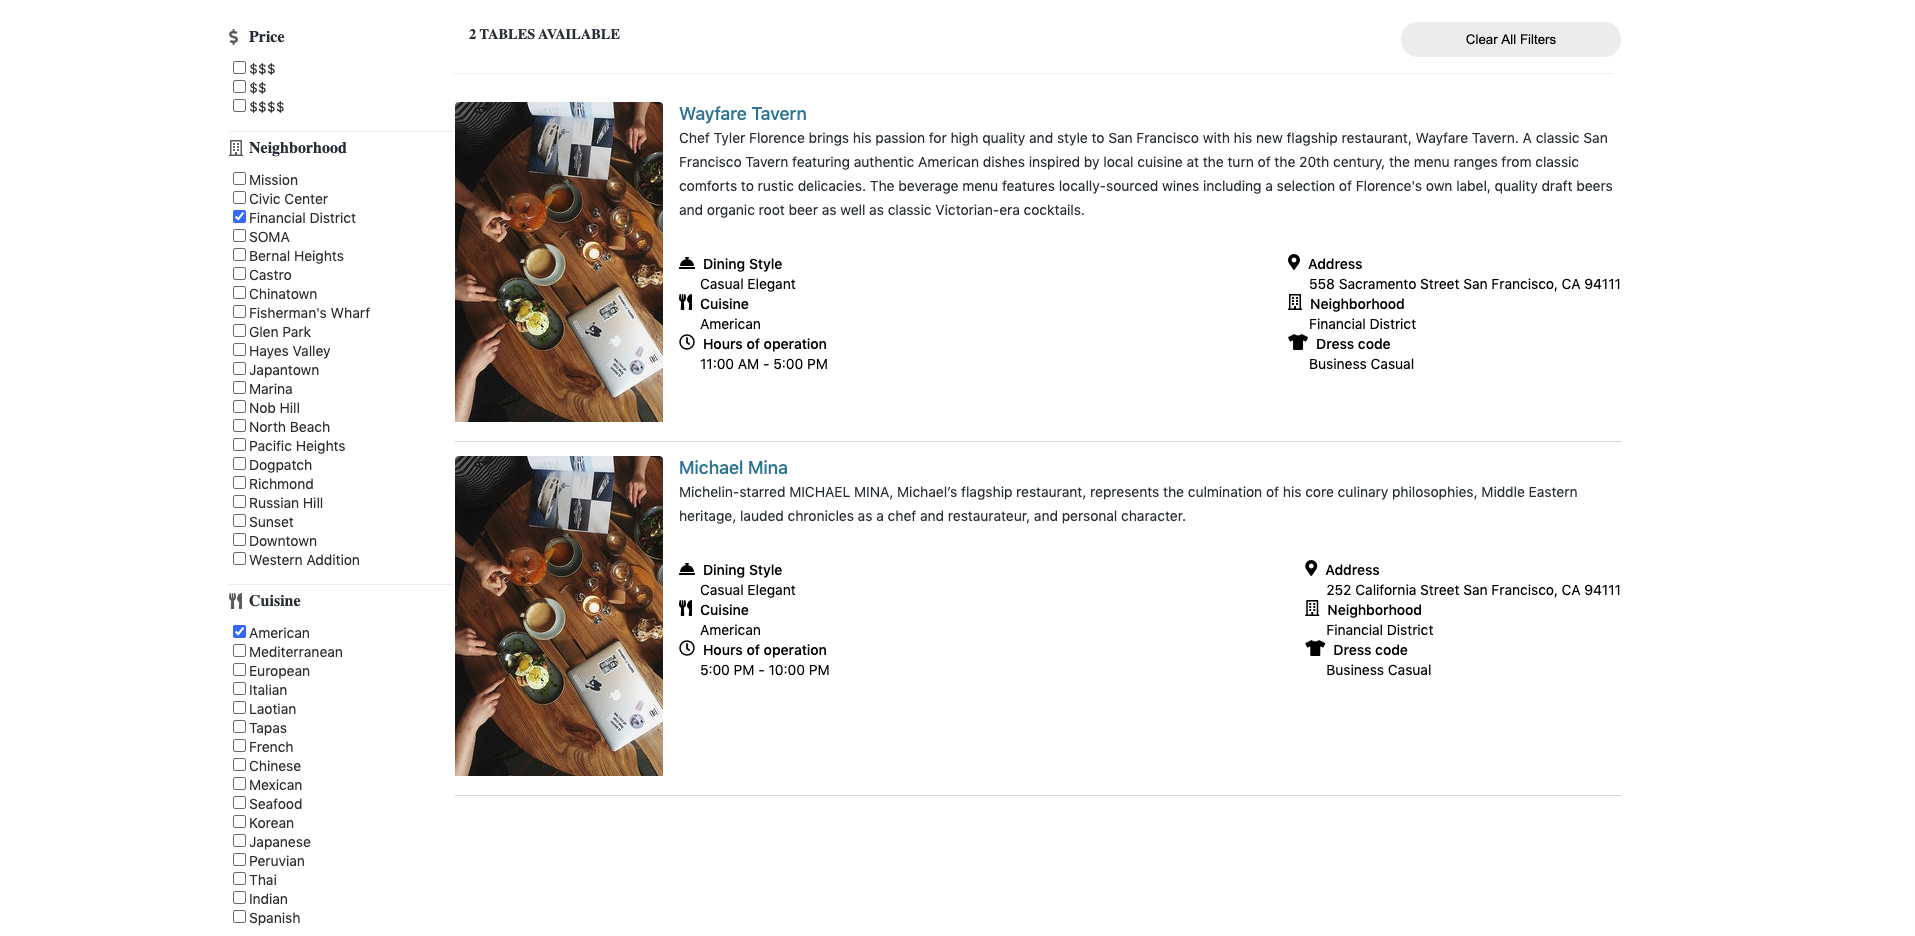 Price
$$$
$$
$$$$
Neighborhood
Mission
Civic Center
Financial District
SOMA
Bernal Heights
Castro
Chinatown
Fisherman's Wharf
Glen Park
Hayes Valley
Japantown
Marina
Nob Hill
North Beach
Pacific Heights
Dogpatch
Richmond
Russian Hill
Sunset
Downtown
Western Addition
Cuisine
American
Mediterranean
European
Italian
Laotian
Tapas
French
Chinese
Mexican
Seafood
Korean
Japanese
Peruvian
Thai
Indian
Spanish
2 TABLES AVAILABLE
Clear All Filters
Wayfare Tavern
Chef Tyler Florence brings his passion for high quality and style to San Francisco with his new flagship restaurant, Wayfare Tavern. A classic San
Francisco Tavern featuring authentic American dishes inspired by local cuisine at the turn of the 20th century, the menu ranges from classic
comforts to rustic delicacies. The beverage menu features locally-sourced wines including a selection of Florence's own label, quality draft beers
and organic root beer as well as classic Victorian-era cocktails.
Dining Style
Casual Elegant
Cuisine
American
Hours of operation
11:00 AM - 5:00 PM
Address
558 Sacramento Street San Francisco, CA 94111
Neighborhood
Financial District
Dress code
Business Casual
Michael Mina
Michelin-starred MICHAEL MINA, Michael’s flagship restaurant, represents the culmination of his core culinary philosophies, Middle Eastern
heritage, lauded chronicles as a chef and restaurateur, and personal character.
Dining Style
Casual Elegant
Cuisine
American
Hours of operation
5:00 PM - 10:00 PM
Address
252 California Street San Francisco, CA 94111
Neighborhood
Financial District
Dress code
Business Casual